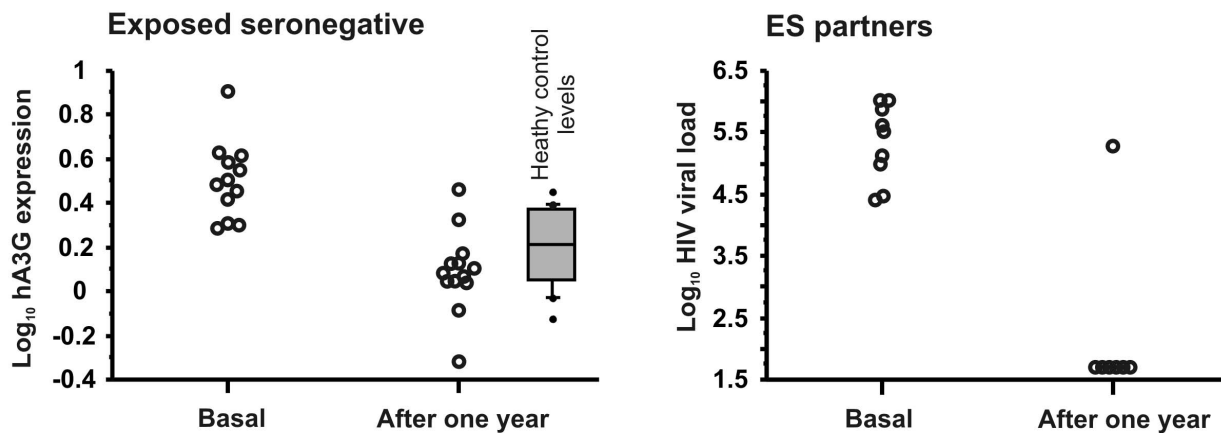 Exposed seronegative
Log₁₀ hA3G expression
1
0.8
0.6
0.4
0.2
0
-0.2
-0.4
Heathy control
levels
Basal
After one year
ES partners
Log₁₀ HIV viral load
6.5
5.5
4.5
3.5
2.5
1.5
Basal
After one year